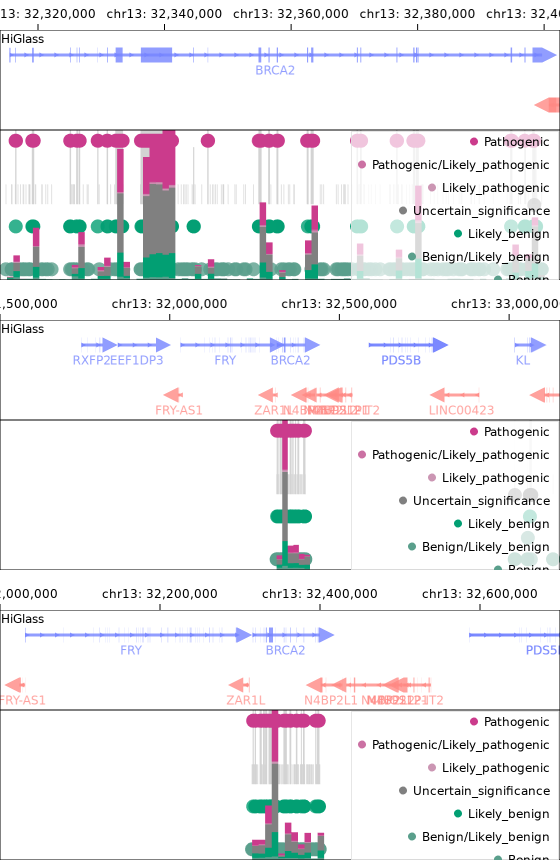 13: 32,320,000 chr13: 32,340,000 chr13: 32,360,000 chr13: 32,380,000 chr13: 32,4
HiGlass
BRCA2
Pathogenic
Pathogenic/Likely_pathogenic
Likely_pathogenic
Uncertain_significance
Likely_benign
Benign/Likely_benign
,500,000 chr13: 32,000,000 chr13: 32,500,000 chr13: 33,000,00
HiGlass
RXFP2 EEF1DP3 FRY BRCA2 PDS5B KL
FRY-AS1 ZAR1L LINC00423
Pathogenic
Pathogenic/Likely_pathogenic
Likely_pathogenic
Uncertain_significance
Likely_benign
Benign/Likely_benign
2,000,000 chr13: 32,200,000 chr13: 32,400,000 chr13: 32,600,000
HiGlass
FRY BRCA2 PDS5
FRY-AS1 ZAR1L N4BP2L1
Pathogenic
Pathogenic/Likely_pathogenic
Likely_pathogenic
Uncertain_significance
Likely_benign
Benign/Likely_benign